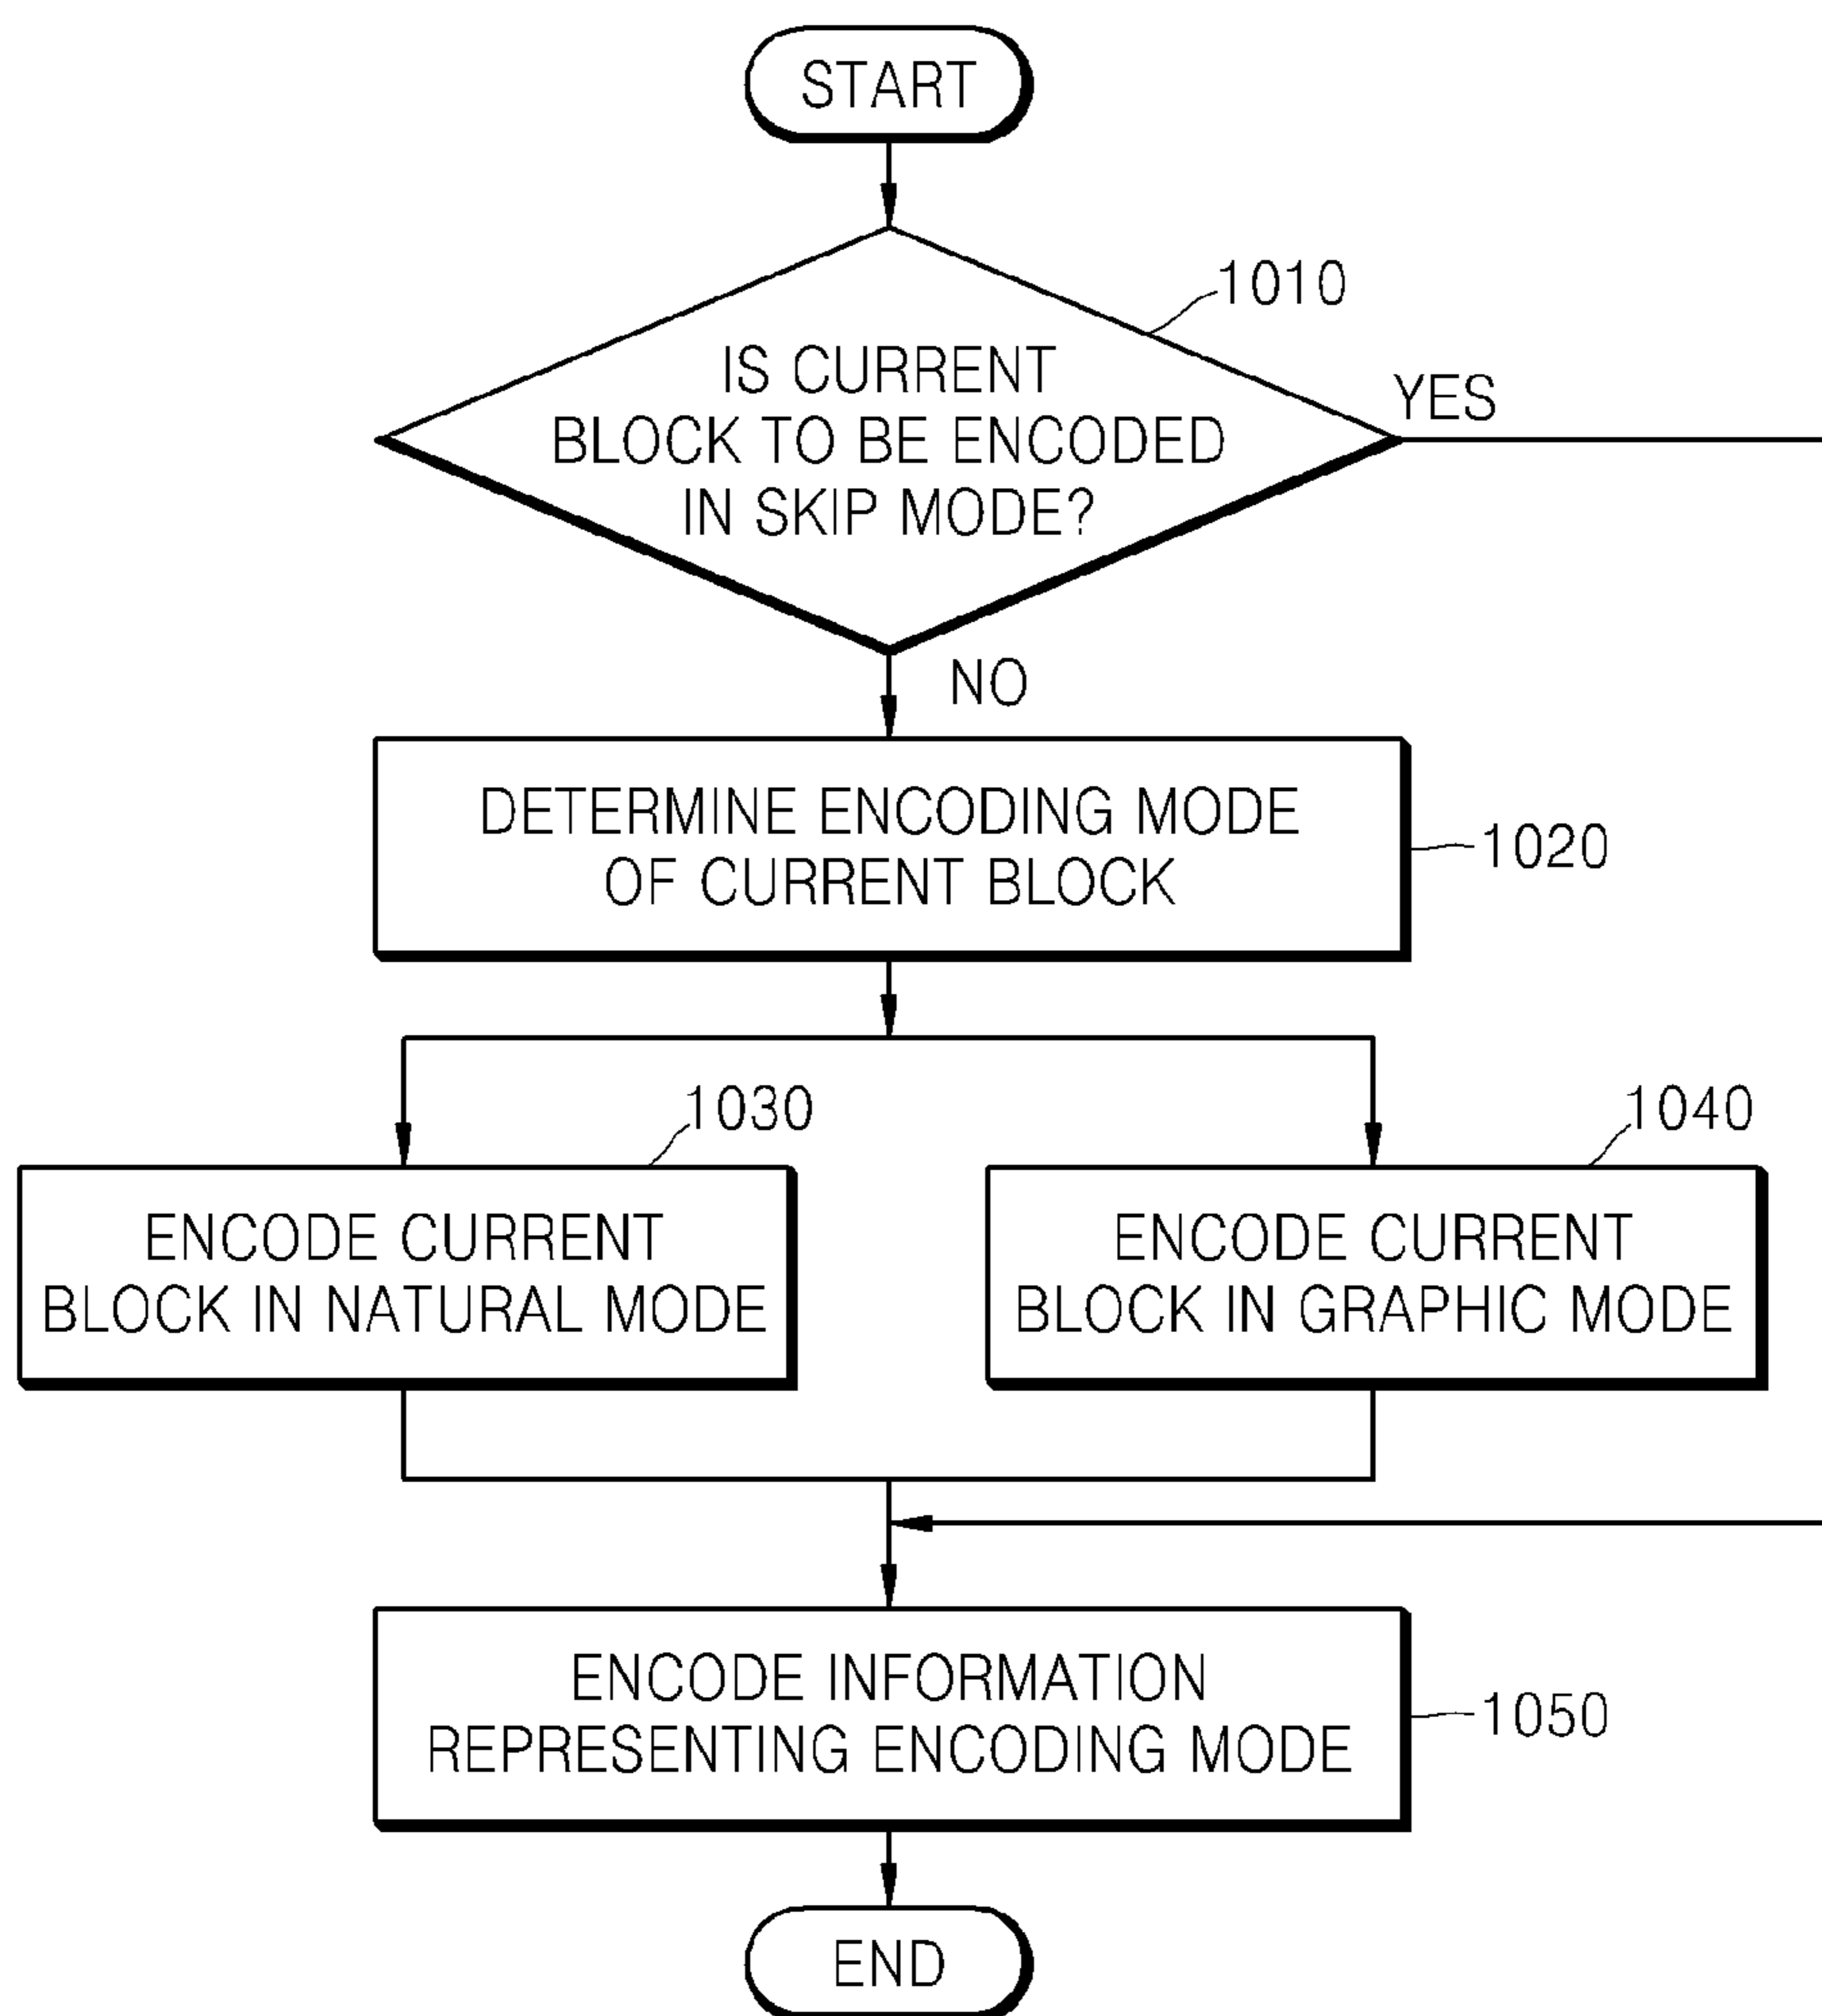 START
1010
IS CURRENT
BLOCK TO BE ENCODED
IN SKIP MODE?
YES
NO
DETERMINE ENCODING MODE
OF CURRENT BLOCK
1020
1030
1040
ENCODE CURRENT
BLOCK IN NATURAL MODE
ENCODE CURRENT
BLOCK IN GRAPHIC MODE
ENCODE INFORMATION
REPRESENTING ENCODING MODE
1050
END